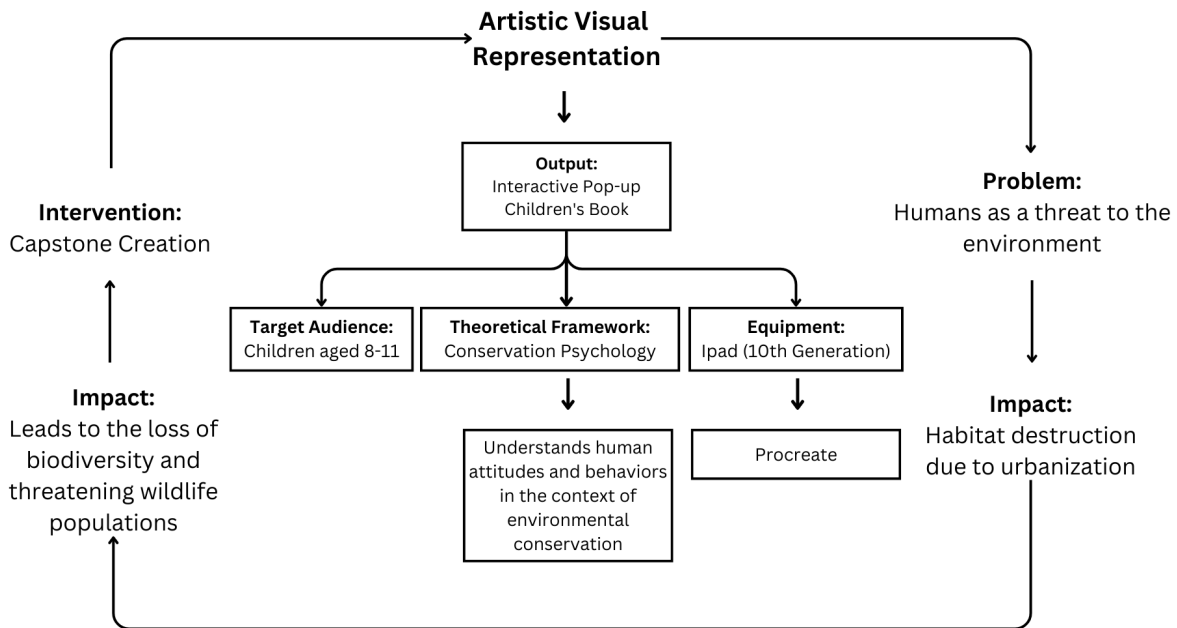 Artistic Visual
Representation
Output:
Interactive Pop-up
Children's Book
Intervention:
Capstone Creation
Problem:
Humans as a threat to the
environment
Target Audience:
Children aged 8-11
Theoretical Framework:
Conservation Psychology
Equipment:
Ipad (10th Generation)
Impact:
Leads to the loss of
biodiversity and
threatening wildlife
populations
Understands human
attitudes and behaviors
in the context of
environmental
conservation
Procreate
Impact:
Habitat destruction
due to urbanization